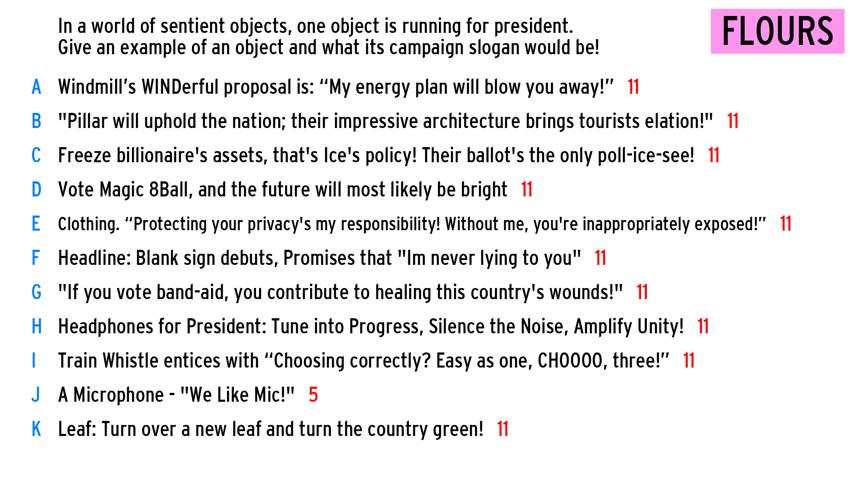 In a world of sentient objects, one object is running for president.
Give an example of an object and what its campaign slogan would be!
FLOURS
A Windmill's WINDerful proposal is: “My energy plan will blow you away!” 11
B "Pillar will uphold the nation; their impressive architecture brings tourists elation!" 11
C Freeze billionaire's assets, that's Ice's policy! Their ballot's the only poll-ice-see! 11
D Vote Magic 8Ball, and the future will most likely be bright 11
E Clothing. “Protecting your privacy's my responsibility! Without me, you're inappropriately exposed!” 11
F Headline: Blank sign debuts, Promises that "Im never lying to you" 11
G "If you vote band-aid, you contribute to healing this country's wounds!" 11
H Headphones for President: Tune into Progress, Silence the Noise, Amplify Unity! 11
I Train Whistle entices with “Choosing correctly? Easy as one, CHOOOO, three!” 11
J A Microphone - "We Like Mic!" 5
K Leaf: Turn over a new leaf and turn the country green! 11